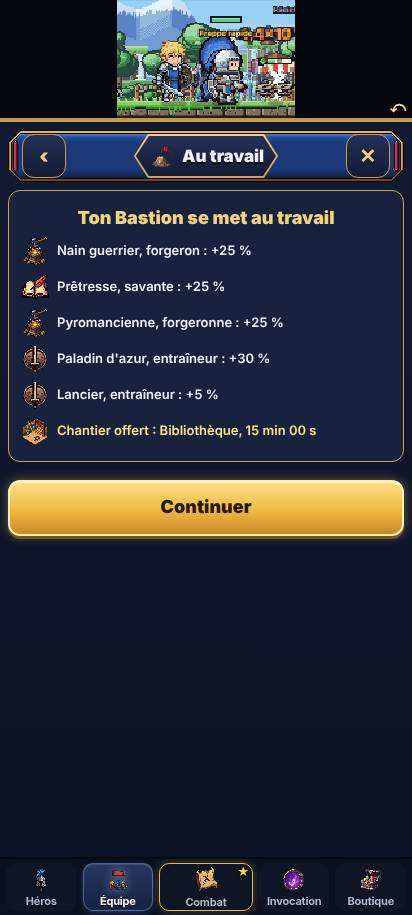 Frappe rapide
Au travail
Ton Bastion se met au travail
Nain guerrier, forgeron : +25 %
Prêtresse, savante : +25 %
Pyromancienne, forgeronne : +25 %
Paladin d'azur, entraîneur : +30 %
Lancier, entraîneur : +5 %
Chantier offert : Bibliothèque, 15 min 00 s
Continuer
Héros
Équipe
Combat
Invocation
Boutique